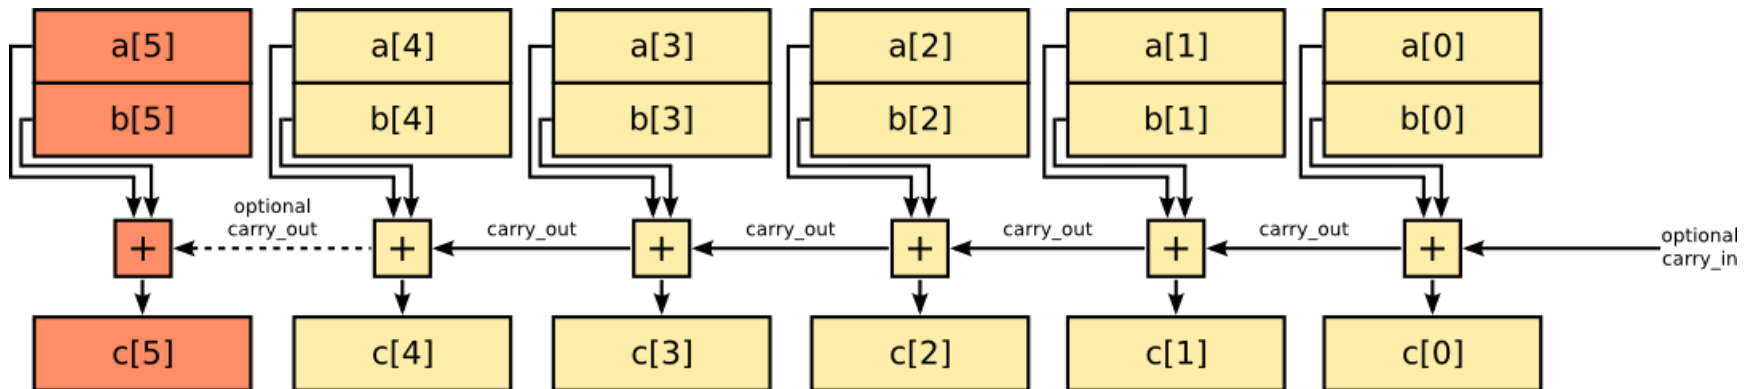 a[5] a[4] a[3] a[2] a[1] a[0]
b[5] b[4] b[3] b[2] b[1] b[0]
optional
carry_out carry_out carry_out carry_out carry_out
+ + + + + +
optional
carry_in
c[5] c[4] c[3] c[2] c[1] c[0]